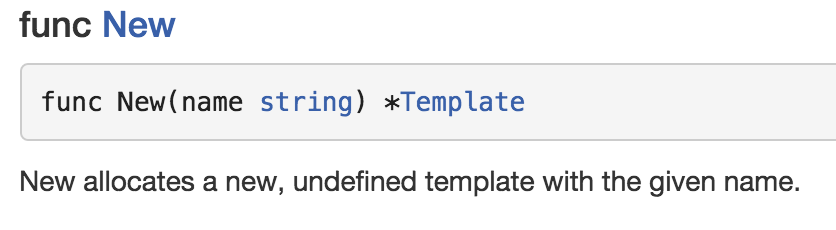 func New
func New(name string) *Template
New allocates a new, undefined template with the given name.